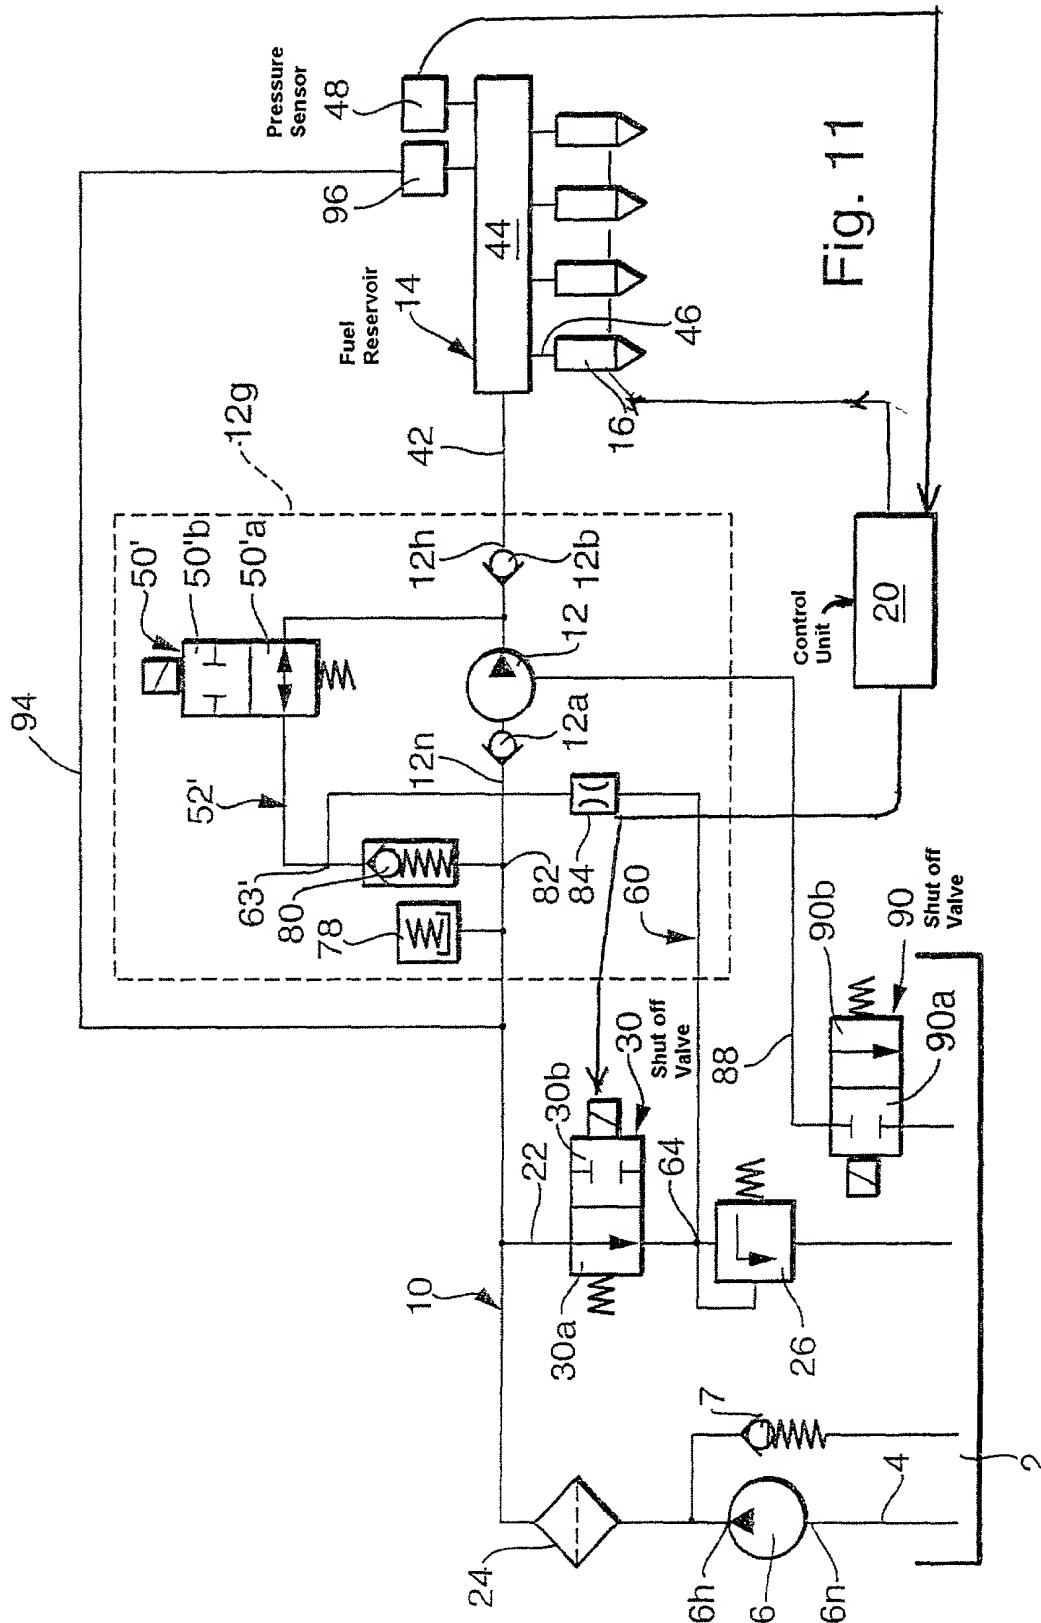 94
12g
50'
50'b
50'a
Pressure
Sensor
48
96
52'
Fuel
Reservoir
14
63'
80
78
12n
12h
42
44
10
82
12a
12
12b
84
46
22
30b
16
24
30a
30
Shut off
Valve
60
64
6h
7
88
6
26
Control
Unit
20
Fig. 11
6n
90b
4
90
Shut off
Valve
90a
2